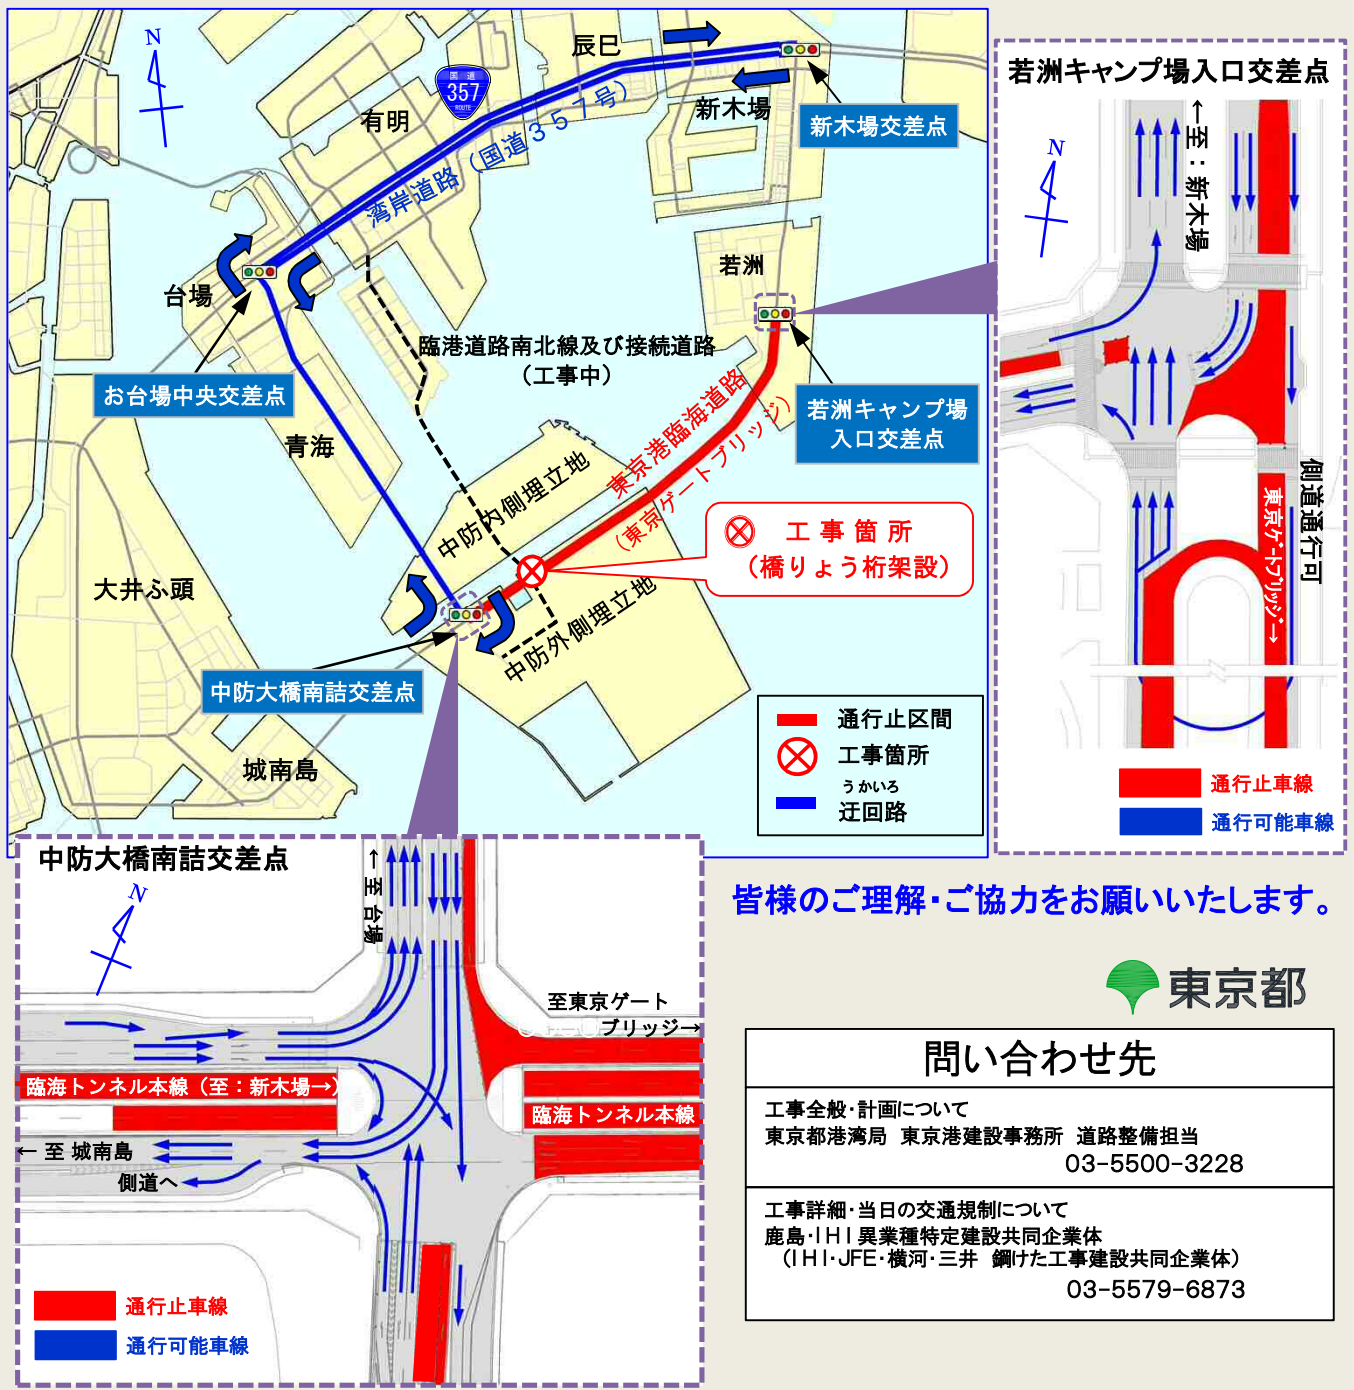 N
辰巳
国道
357
ROUTE
有明
新木場
新木場交差点
湾岸道路（国道３５７号）
台場
若洲
臨港道路南北線及び接続道路
（工事中）
お台場中央交差点
若洲キャンプ場
入口交差点
青海
東京港臨海道路
（東京ゲートブリッジ）
中防内側埋立地
工事箇所
（橋りょう桁架設）
大井ふ頭
中防外側埋立地
中防大橋南詰交差点
城南島
通行止区間
工事箇所
うかいろ
迂回路
若洲キャンプ場入口交差点
N
←至：新木場
側道通行可
東京ゲートブリッジ→
通行止車線
通行可能車線
中防大橋南詰交差点
N
←至 台場
至東京ゲート
ブリッジ→
臨海トンネル本線（至：新木場→）
臨海トンネル本線
← 至 城南島
側道へ
通行止車線
通行可能車線
皆様のご理解・ご協力をお願いいたします。
東京都
問い合わせ先
工事全般・計画について
東京都港湾局 東京港建設事務所 道路整備担当
03-5500-3228
工事詳細・当日の交通規制について
鹿島・ＩＨＩ異業種特定建設共同企業体
（ＩＨＩ・JFE・横河・三井 鋼けた工事建設共同企業体）
03-5579-6873